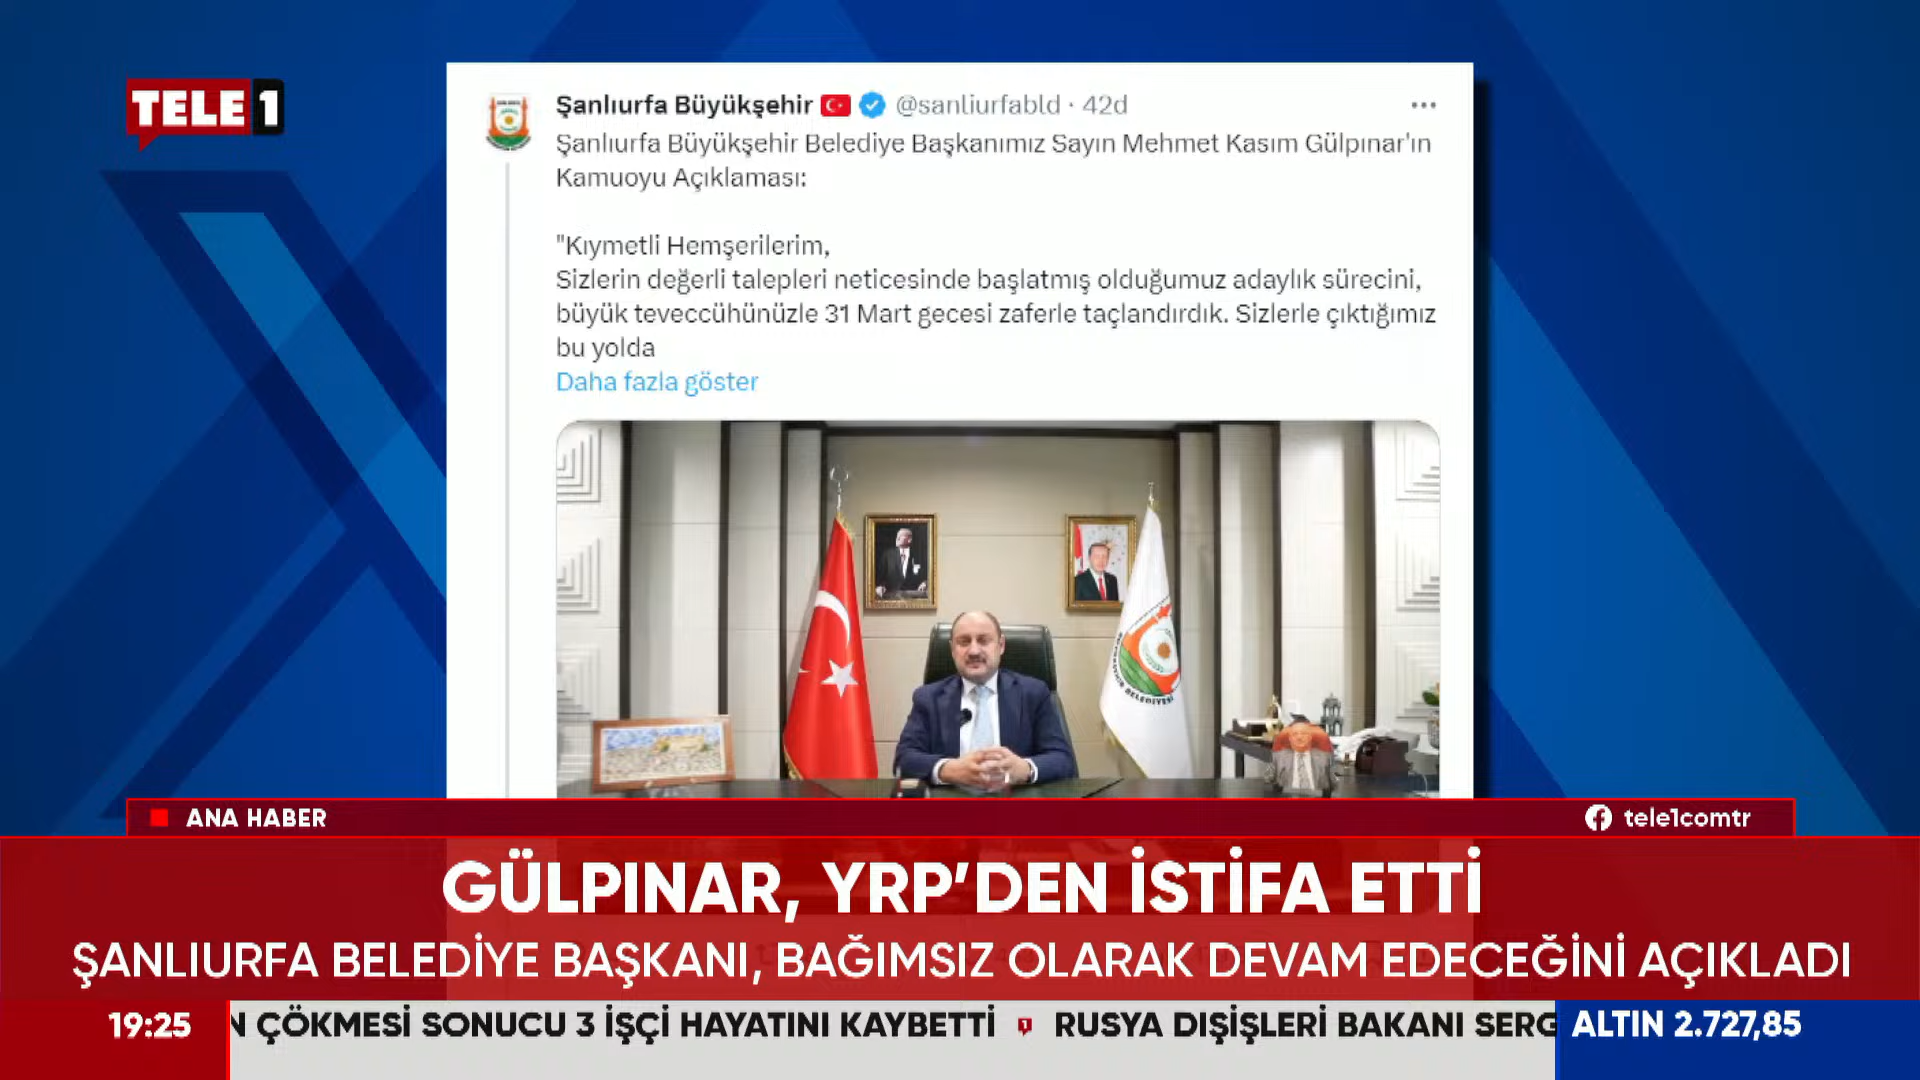 TELE1
Şanlıurfa Büyükşehir @sanliurfabld · 42d
Şanlıurfa Büyükşehir Belediye Başkanımız Sayın Mehmet Kasım Gülpınar'ın
Kamuoyu Açıklaması:
"Kıymetli Hemşerilerim,
Sizlerin değerli talepleri neticesinde başlatmış olduğumuz adaylık sürecini,
büyük teveccühünüzle 31 Mart gecesi zaferle taçlandırdık. Sizlerle çıktığımız
bu yolda
Daha fazla göster
BELEDİYESİ
ANA HABER
tele1comtr
GÜLPINAR, YRP'DEN İSTİFA ETTİ
ŞANLIURFA BELEDİYE BAŞKANI, BAĞIMSIZ OLARAK DEVAM EDECEĞİNİ AÇIKLADI
19:25
N ÇÖKMESİ SONUCU 3 İŞÇİ HAYATINI KAYBETTİ RUSYA DIŞİŞLERİ BAKANI SERG
ALTIN 2.727,85